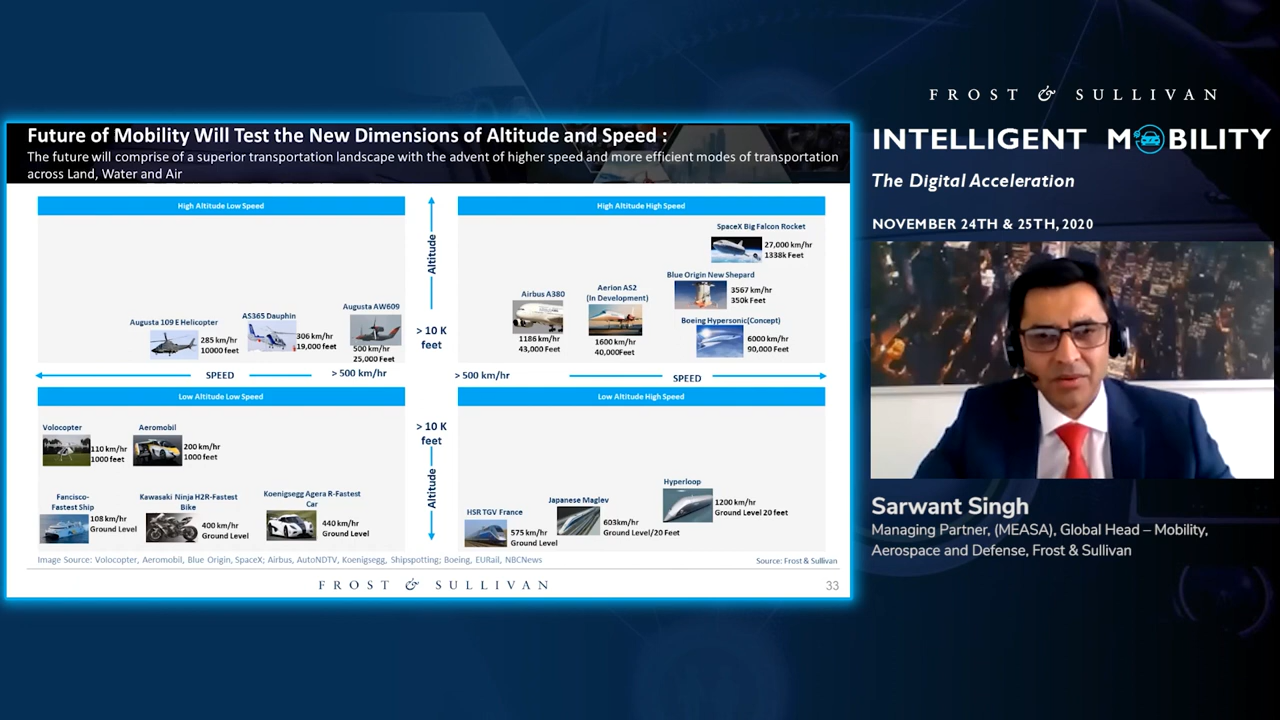 Future of Mobility Will Test the New Dimensions of Altitude and Speed :
The future will comprise of a superior transportation landscape with the advent of higher speed and more efficient modes of transportation
across Land, Water and Air
High Altitude Low Speed
Augusta 109 E Helicopter
285 km/hr
10000 feet
AS365 Dauphin
306 km/hr
19,000 feet
Augusta AW609
500 km/hr
25,000 Feet
Altitude
> 10 K
feet
High Altitude High Speed
SpaceX Big Falcon Rocket
27,000 km/hr
1338k Feet
Blue Origin New Shepard
3567 km/hr
350k Feet
Airbus A380
1186 km/hr
43,000 Feet
Aerion AS2
(In Development)
1600 km/hr
40,000Feet
Boeing Hypersonic(Concept)
6000 km/hr
90,000 Feet
SPEED
> 500 km/hr
> 500 km/hr
SPEED
Low Altitude Low Speed
Volocopter
110 km/hr
1000 feet
Aeromobil
200 km/hr
1000 feet
Fancisco-
Fastest Ship
108 km/hr
Ground Level
Kawasaki Ninja H2R-Fastest
Bike
400 km/hr
Ground Level
Koenigsegg Agera R-Fastest
Car
440 km/hr
Ground Level
> 10 K
feet
Altitude
Low Altitude High Speed
HSR TGV France
575 km/hr
Ground Level
Japanese Maglev
603km/hr
Ground Level/20 Feet
Hyperloop
1200 km/hr
Ground Level 20 feet
Image Source: Volocopter, Aeromobil, Blue Origin, SpaceX; Airbus, AutoNDTV, Koenigsegg, Shipspotting; Boeing, EURail, NBCNews
Source: Frost & Sullivan
FROST & SULLIVAN
33
FROST & SULLIVAN
INTELLIGENT MOBILITY
The Digital Acceleration
NOVEMBER 24TH & 25TH, 2020
Sarwant Singh
Managing Partner, (MEASA), Global Head – Mobility,
Aerospace and Defense, Frost & Sullivan